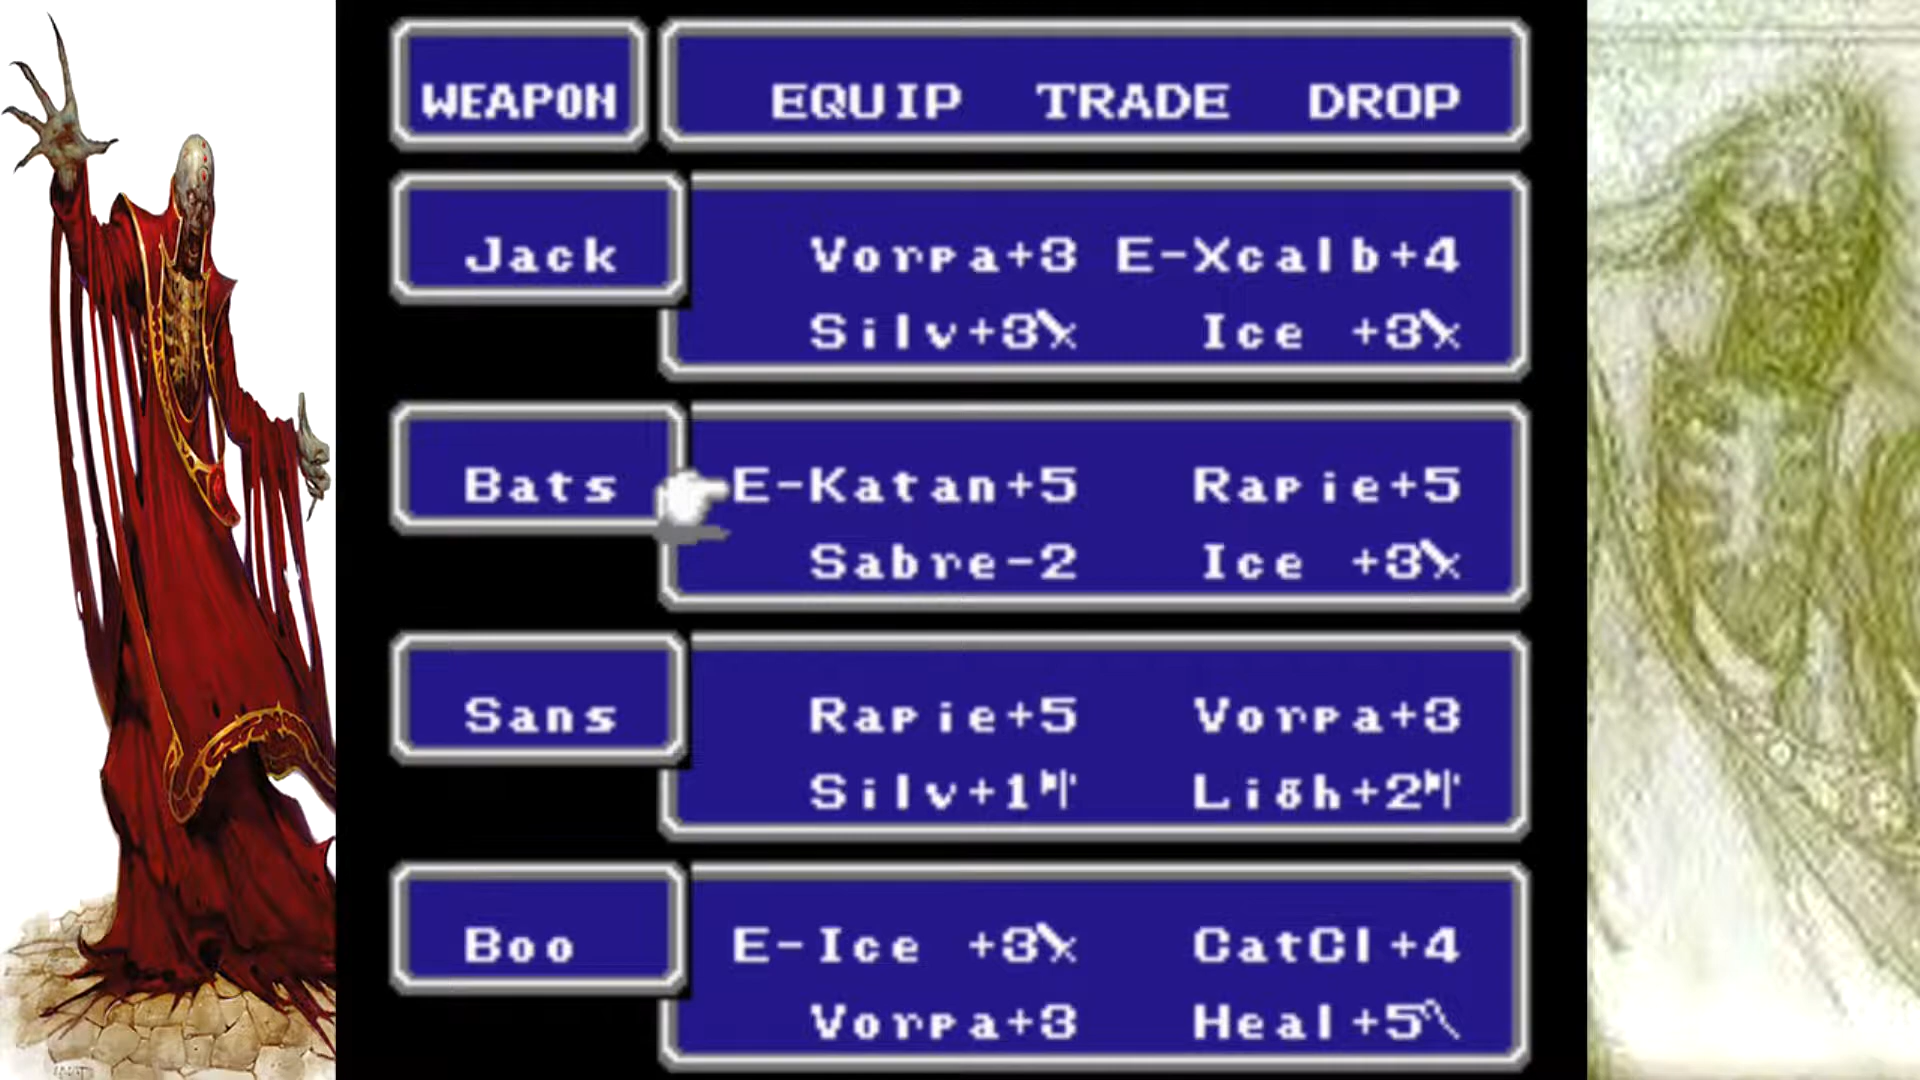 WEAPON EQUIP TRADE DROP
Jack Vorpa+3 E-Xcalb+4
Silv+3 Ice +3
Bats E-Katan+5 Rapie+5
Sabre-2 Ice +3
Sans Rapie+5 Vorpa+3
Silv+1 Ligh+2
Boo E-Ice +3 CatCl+4
Vorpa+3 Heal+5